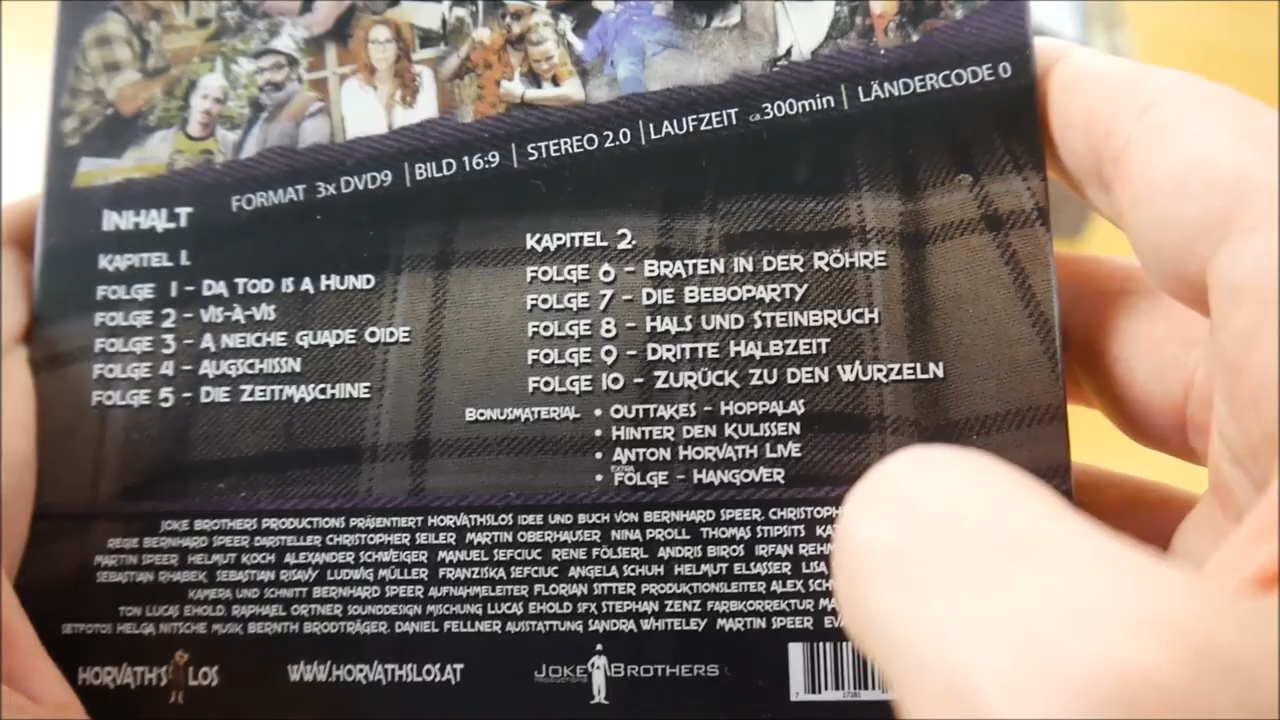 FORMAT 3x DVD9 | BILD 16:9 | STEREO 2.0 | LAUFZEIT ca. 300min | LÄNDERCODE 0
INHALT
KAPITEL 1.
FOLGE 1 - DA TOD IS A HUND
FOLGE 2 - VIS-À-VIS
FOLGE 3 - A NEICHE GUADE OIDE
FOLGE 4 - AUGSCHISSN
FOLGE 5 - DIE ZEITMASCHINE
KAPITEL 2.
FOLGE 6 - BRATEN IN DER RÖHRE
FOLGE 7 - DIE BEBOPARTY
FOLGE 8 - HALS UND STEINBRUCH
FOLGE 9 - DRITTE HALBZEIT
FOLGE 10 - ZURÜCK ZU DEN WURZELN
BONUSMATERIAL • OUTTAKES - HOPPALAS
• HINTER DEN KULISSEN
• ANTON HORVATH LIVE
• EXTRA FOLGE - HANGOVER
JOKE BROTHERS PRODUCTIONS PRÄSENTIERT HORVATHSLOS IDEE UND BUCH VON BERNHARD SPEER, CHRISTOPH
REGIE BERNHARD SPEER DARSTELLER CHRISTOPHER SEILER MARTIN OBERHAUSER NINA PROLL THOMAS STIPSITS
MARTIN SPEER HELMUT KOCH ALEXANDER SCHWEIGER MANUEL SEFCIUC RENE FÖLSERL ANDRIS BIROS IRFAN
SEBASTIAN RHABEK SEBASTIAN RISAVY LUDWIG MÜLLER FRANZISKA SEFCIUC ANGELA SCHUH HELMUT ELSASSER LISA
KAMERA UND SCHNITT BERNHARD SPEER AUFNAHMELEITER FLORIAN SITTER PRODUKTIONSLEITER ALEX
TON LUCAS EHOLD, RAPHAEL ORTNER SOUNDDESIGN MISCHUNG LUCAS EHOLD SFX STEPHAN ZENZ FARBKORREKTUR
SETFOTOS HELGA NITSCHE MUSIK BERNTH BRODTRÄGER, DANIEL FELLNER AUSSTATTUNG SANDRA WHITELEY MARTIN SPEER
HORVATH'S LOS
WWW.HORVATHSLOS.AT
JOKE BROTHERS
PRODUCTIONS